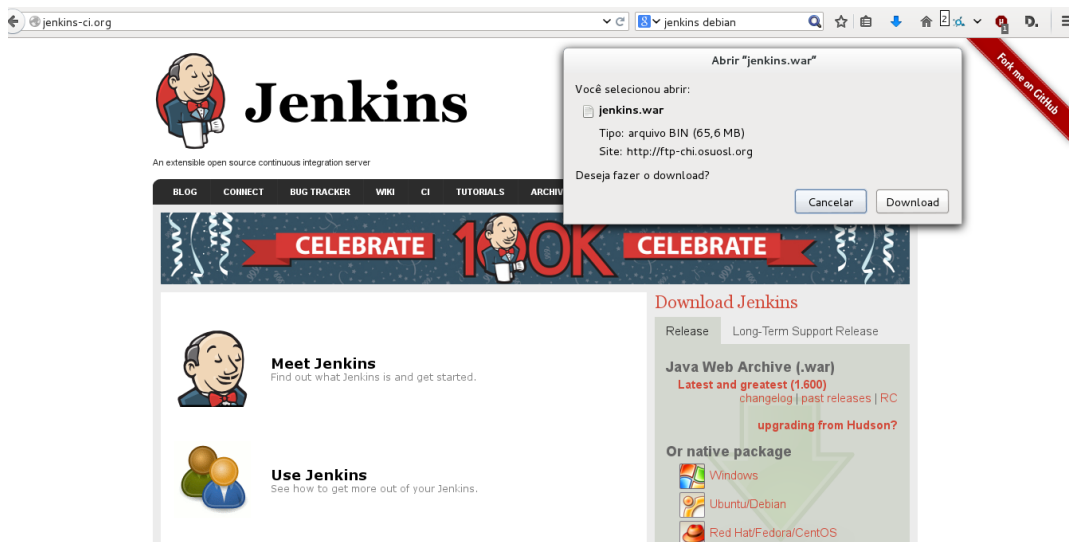 jenkins-ci.org
jenkins debian
2
1
D.
Jenkins
An extensible open source continuous integration server
Abrir "jenkins.war"
Você selecionou abrir:
jenkins.war
Tipo: arquivo BIN (65,6 MB)
Site: http://ftp-chi.osuosl.org
Deseja fazer o download?
Cancelar Download
Fork me on GitHub
BLOG CONNECT BUG TRACKER WIKI CI TUTORIALS ARCHIV
CELEBRATE 100K CELEBRATE
Meet Jenkins
Find out what Jenkins is and get started.
Use Jenkins
See how to get more out of your Jenkins.
Download Jenkins
Release Long-Term Support Release
Java Web Archive (.war)
Latest and greatest (1.600)
changelog | past releases | RC
upgrading from Hudson?
Or native package
Windows
Ubuntu/Debian
Red Hat/Fedora/CentOS